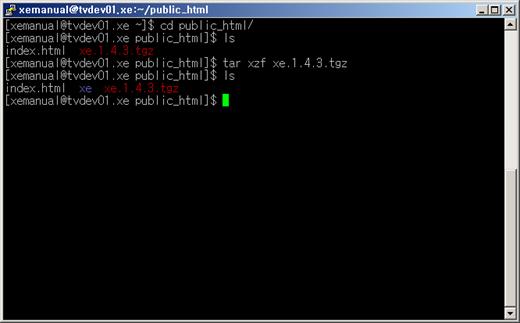 xemanual@tvdev01,xe:~/public_html
[xemanual@tvdev01.xe ~]$ cd public_html/
[xemanual@tvdev01.xe public_html]$ ls
index.html  xe.1.4.3.tgz
[xemanual@tvdev01.xe public_html]$ tar xzf xe.1.4.3.tgz
[xemanual@tvdev01.xe public_html]$ ls
index.html  xe  xe.1.4.3.tgz
[xemanual@tvdev01.xe public_html]$